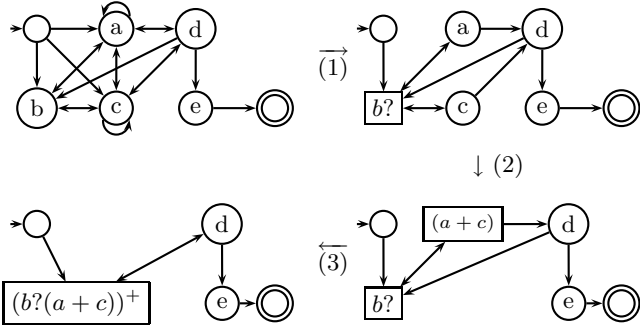 a d a d
⟶
(1)
b c e b? c e
↓ (2)
d (a + c) d
⟵
(3)
(b?(a + c))⁺ e b? e